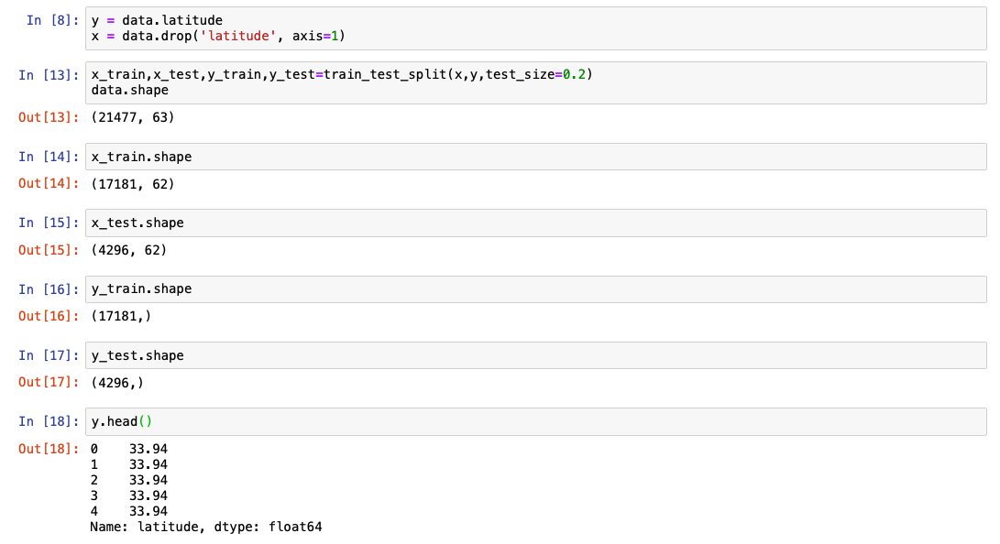 In [8]: y = data.latitude
x = data.drop('latitude', axis=1)
In [13]: x_train,x_test,y_train,y_test=train_test_split(x,y,test_size=0.2)
data.shape
Out[13]: (21477, 63)
In [14]: x_train.shape
Out[14]: (17181, 62)
In [15]: x_test.shape
Out[15]: (4296, 62)
In [16]: y_train.shape
Out[16]: (17181,)
In [17]: y_test.shape
Out[17]: (4296,)
In [18]: y.head()
Out[18]: 0    33.94
1    33.94
2    33.94
3    33.94
4    33.94
Name: latitude, dtype: float64